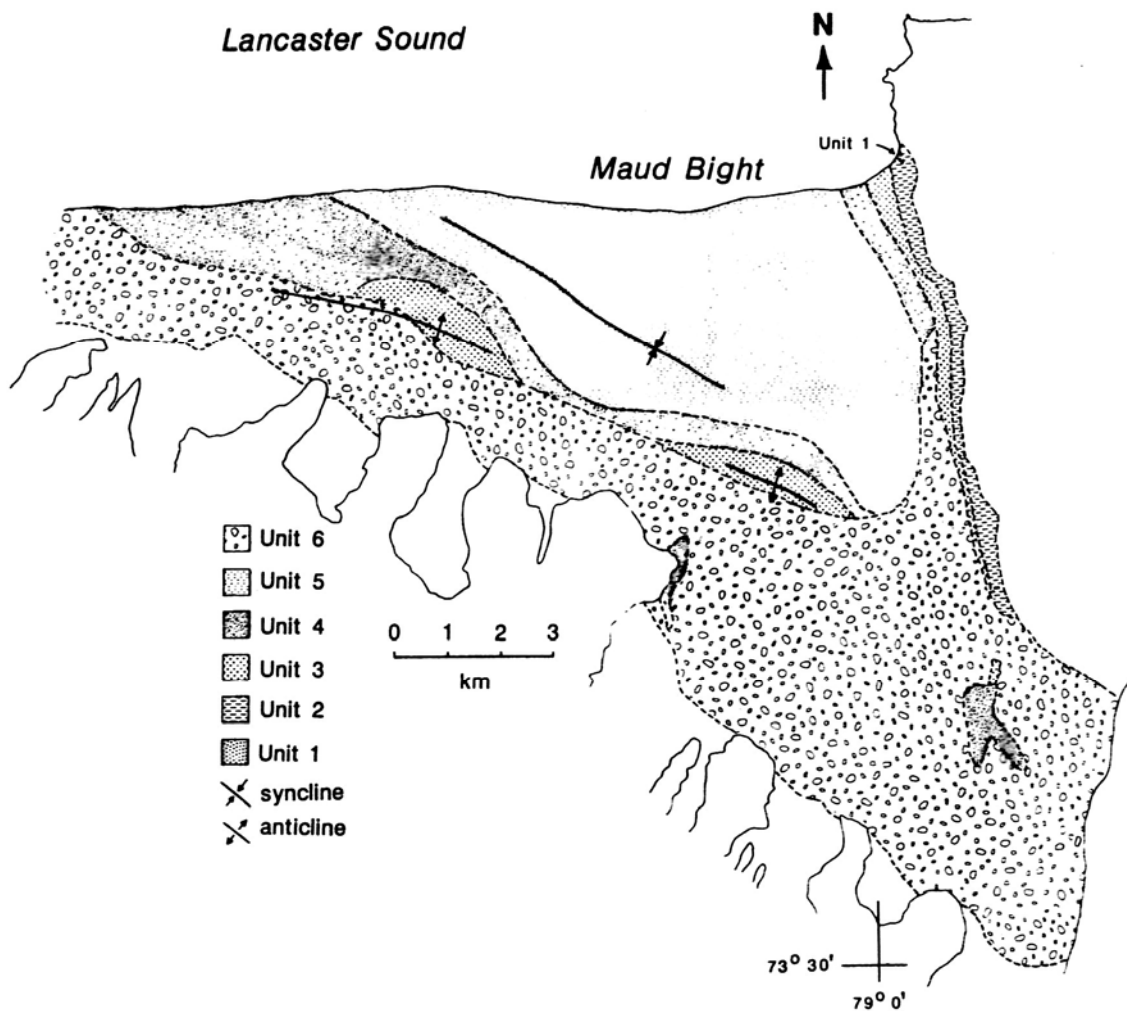 Lancaster Sound
N
Unit 1
Maud Bight
Unit 6
Unit 5
Unit 4
Unit 3
Unit 2
Unit 1
syncline
anticline
0 1 2 3
km
73° 30'
79° 0'